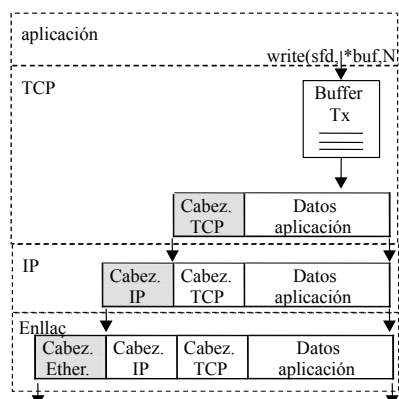 aplicación
write(sfd, *buf,N
TCP
Buffer
Tx
Cabez. Datos
TCP aplicación
IP
Cabez. Cabez. Datos
IP TCP aplicación
Enllaç
Cabez. Cabez. Cabez. Datos
Ether. IP TCP aplicación